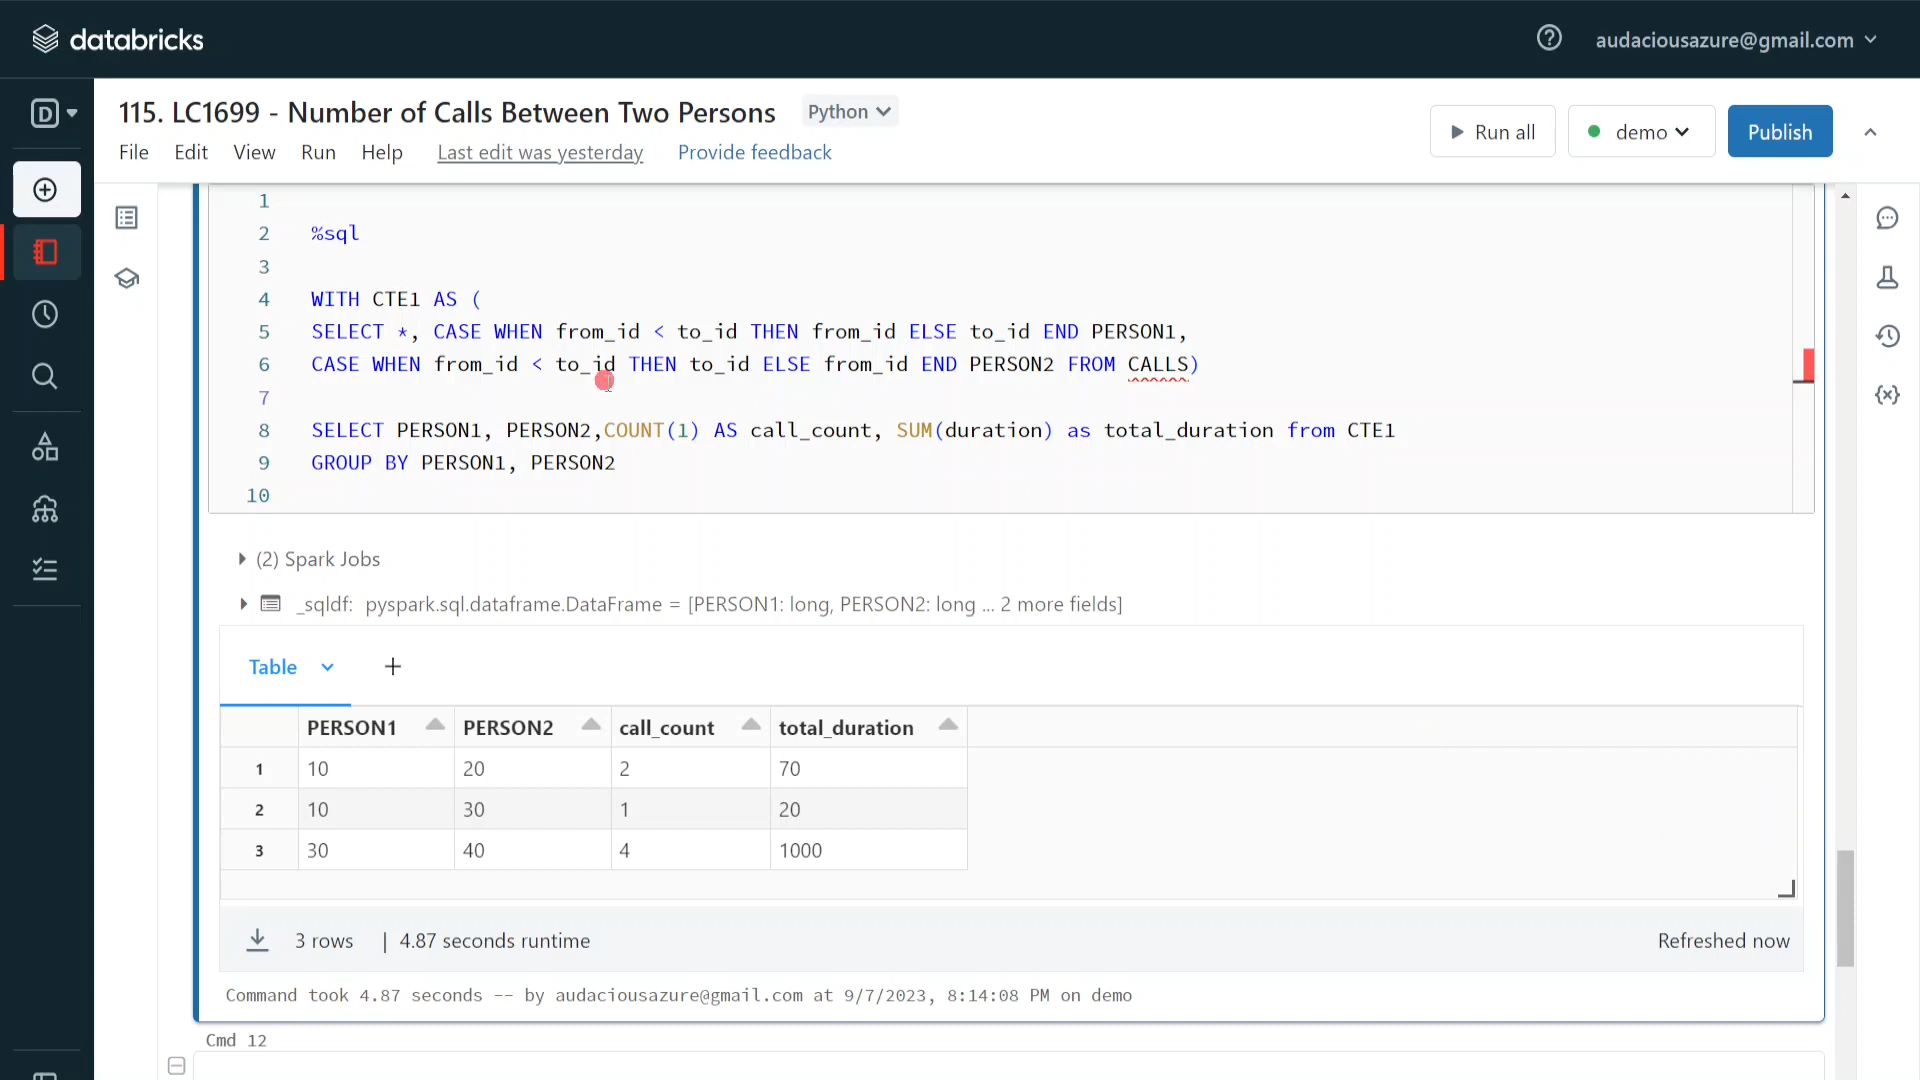 databricks
audaciousazure@gmail.com
D
115. LC1699 - Number of Calls Between Two Persons
Python
File Edit View Run Help Last edit was yesterday Provide feedback
Run all
demo
Publish
1
2 %sql
3
4 WITH CTE1 AS (
5 SELECT *, CASE WHEN from_id < to_id THEN from_id ELSE to_id END PERSON1,
6 CASE WHEN from_id < to_id THEN to_id ELSE from_id END PERSON2 FROM CALLS)
7
8 SELECT PERSON1, PERSON2,COUNT(1) AS call_count, SUM(duration) as total_duration from CTE1
9 GROUP BY PERSON1, PERSON2
10
(2) Spark Jobs
_sqldf: pyspark.sql.dataframe.DataFrame = [PERSON1: long, PERSON2: long ... 2 more fields]
Table +
PERSON1 PERSON2 call_count total_duration
1 10 20 2 70
2 10 30 1 20
3 30 40 4 1000
3 rows | 4.87 seconds runtime
Refreshed now
Command took 4.87 seconds -- by audaciousazure@gmail.com at 9/7/2023, 8:14:08 PM on demo
Cmd 12